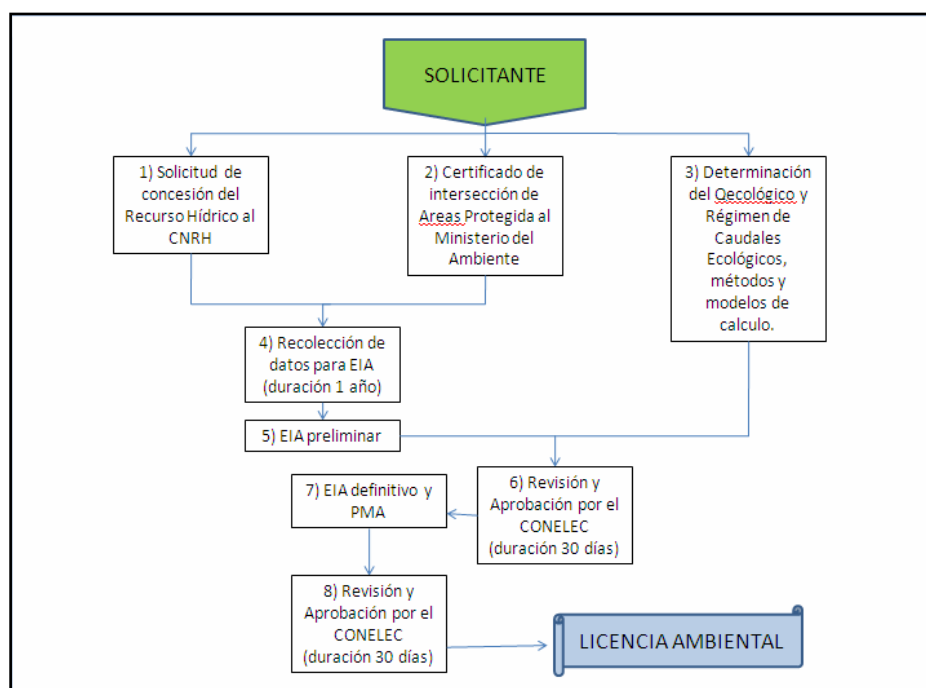 SOLICITANTE
1) Solicitud de
concesión del
Recurso Hídrico al
CNRH
2) Certificado de
intersección de
Areas Protegida al
Ministerio del
Ambiente
3) Determinación
del Qecológico y
Régimen de
Caudales
Ecológicos,
métodos y
modelos de
calculo.
4) Recolección de
datos para EIA
(duración 1 año)
5) EIA preliminar
6) Revisión y
Aprobación por el
CONELEC
(duración 30 días)
7) EIA definitivo y
PMA
8) Revisión y
Aprobación por el
CONELEC
(duración 30 días)
LICENCIA AMBIENTAL